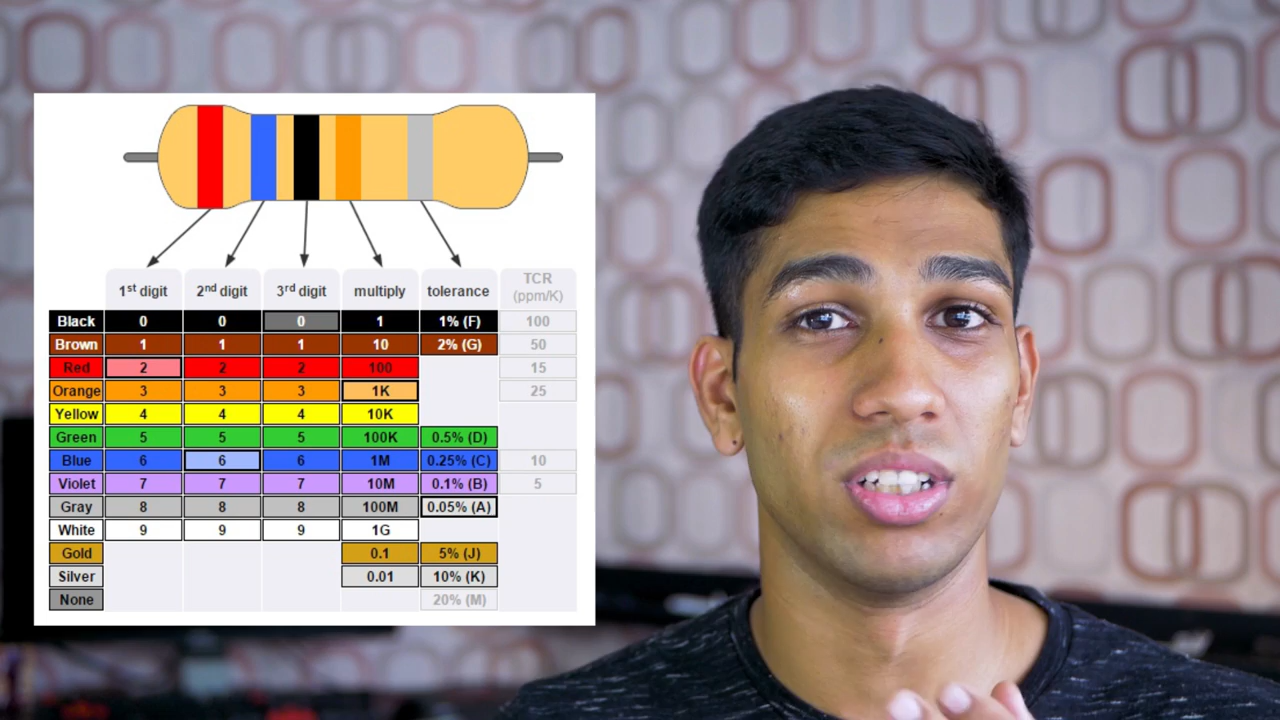 1st digit 2nd digit 3rd digit multiply tolerance TCR (ppm/K)
Black 0 0 0 1 1% (F) 100
Brown 1 1 1 10 2% (G) 50
Red 2 2 2 100 15
Orange 3 3 3 1K 25
Yellow 4 4 4 10K
Green 5 5 5 100K 0.5% (D)
Blue 6 6 6 1M 0.25% (C) 10
Violet 7 7 7 10M 0.1% (B) 5
Gray 8 8 8 100M 0.05% (A)
White 9 9 9 1G
Gold 0.1 5% (J)
Silver 0.01 10% (K)
None 20% (M)